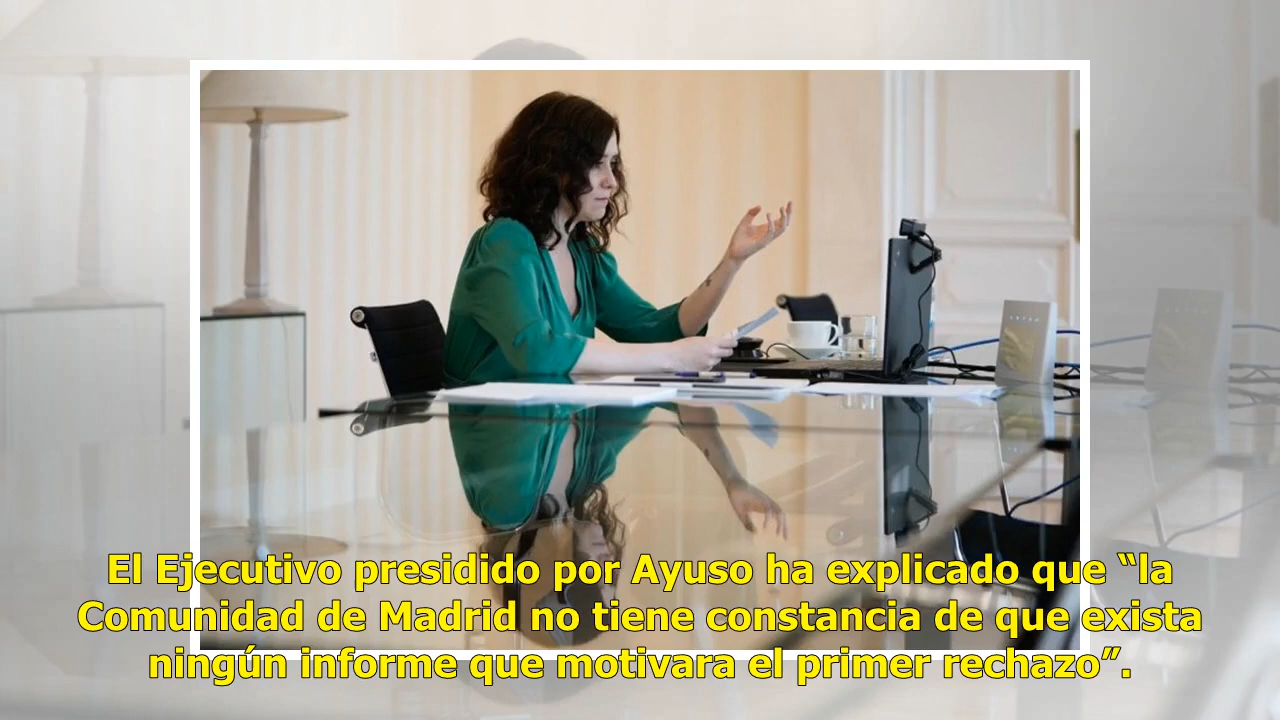 El Ejecutivo presidido por Ayuso ha explicado que “la
Comunidad de Madrid no tiene constancia de que exista
ningún informe que motivara el primer rechazo”.